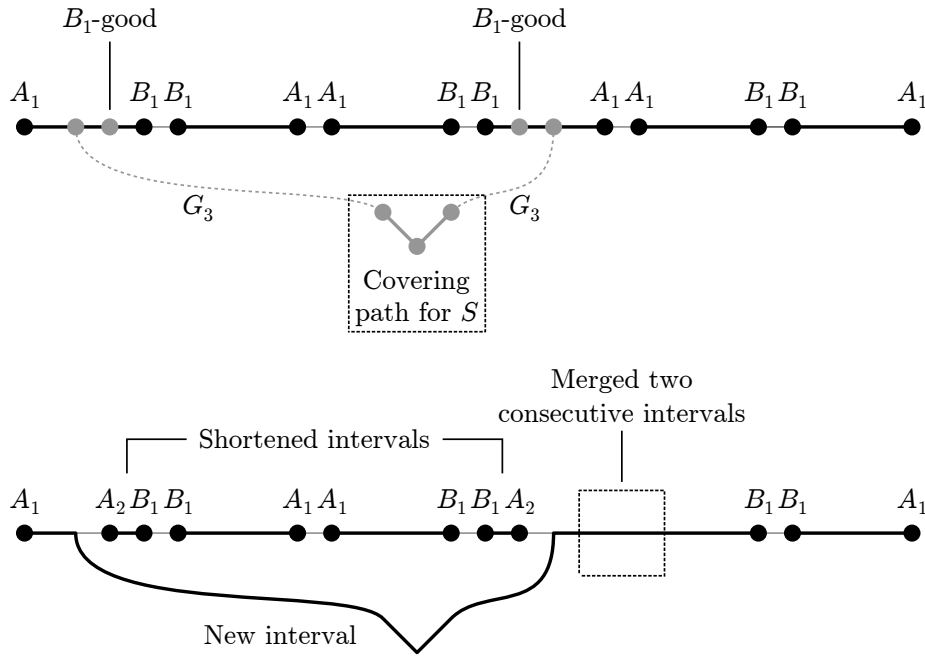 B₁-good B₁-good
A₁ B₁ B₁ A₁ A₁ B₁ B₁ A₁ A₁ B₁ B₁ A₁
G₃ G₃
Covering
path for S
Merged two
consecutive intervals
Shortened intervals
A₁ A₂ B₁ B₁ A₁ A₁ B₁ B₁ A₂ B₁ B₁ A₁
New interval